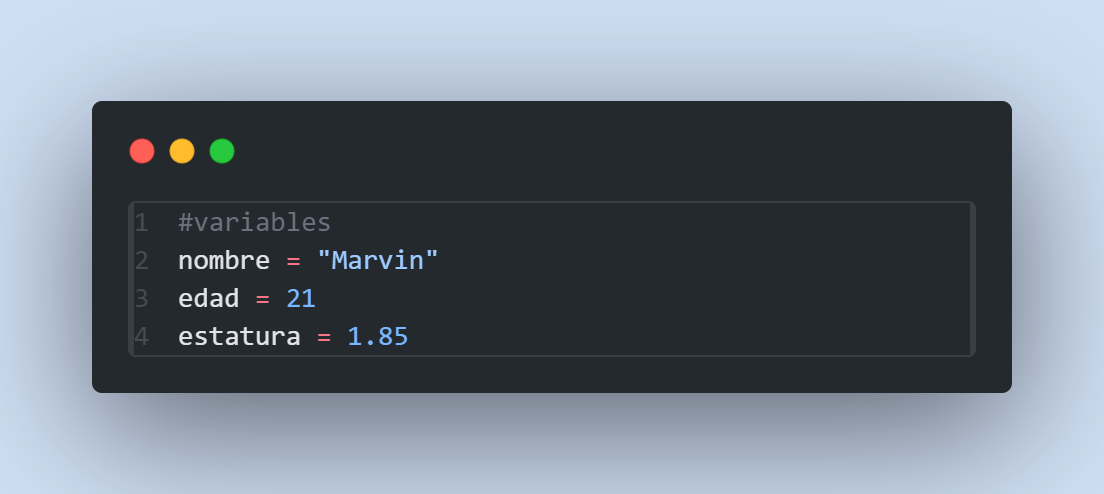 1 #variables
2 nombre = "Marvin"
3 edad = 21
4 estatura = 1.85